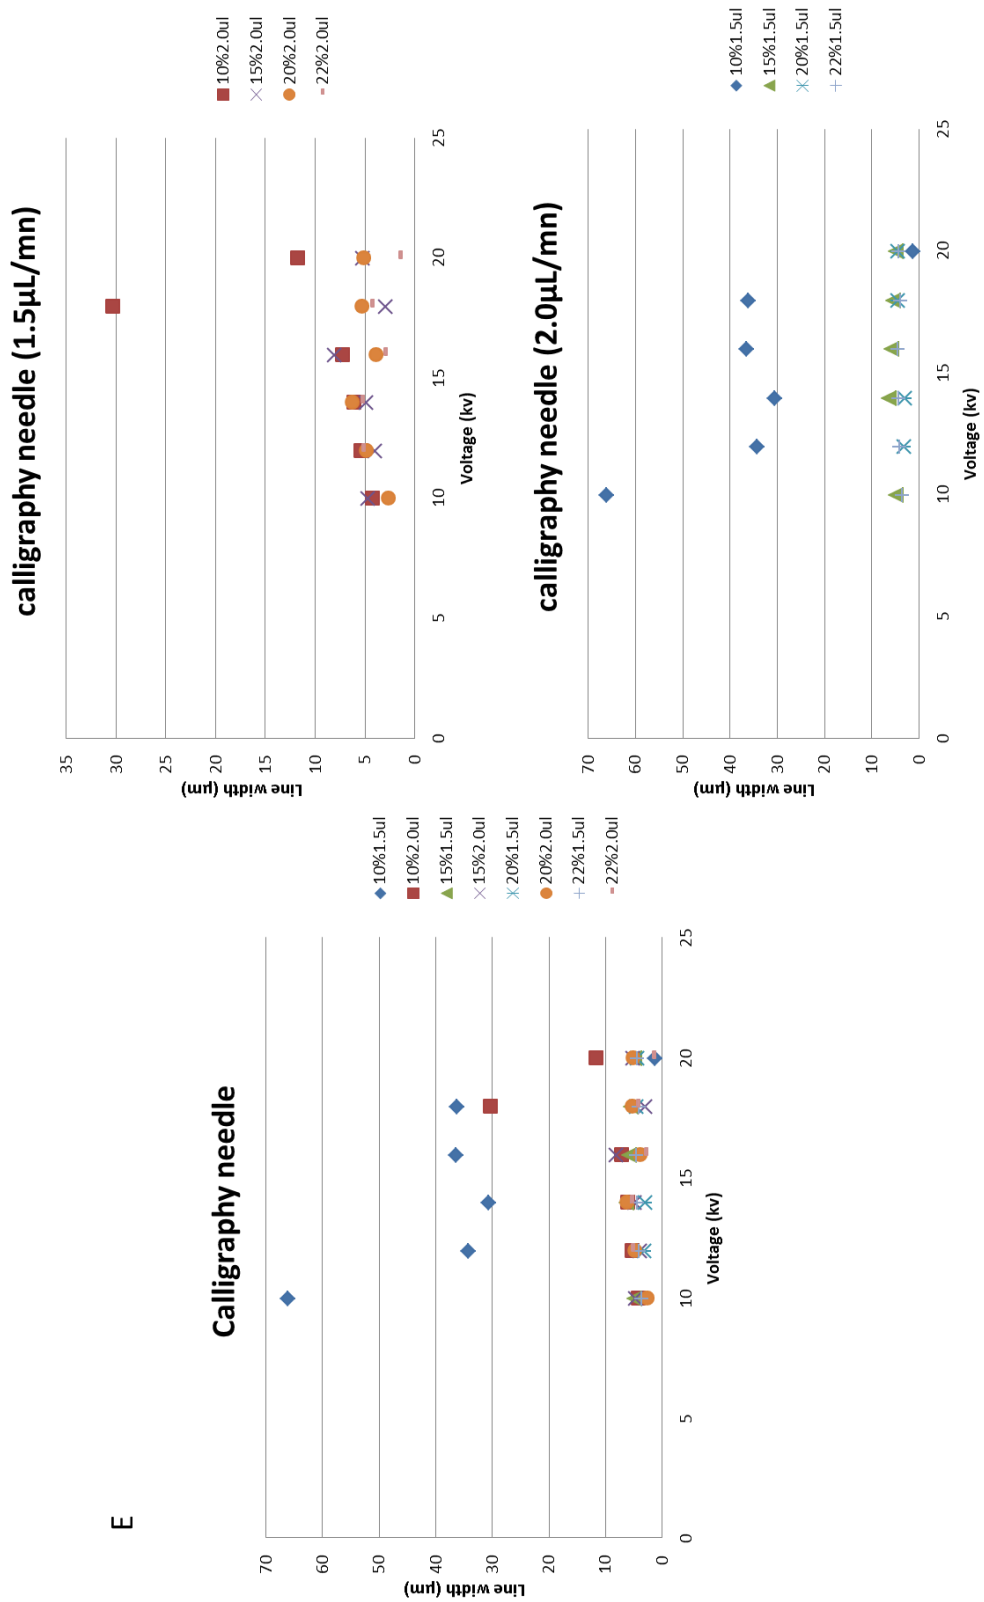 E
Calligraphy needle
70
60
50
40
30
20
10
0
Line width (µm)
0
5
10
15
20
25
Voltage (kv)
10%1.5ul
10%2.0ul
15%1.5ul
15%2.0ul
20%1.5ul
20%2.0ul
22%1.5ul
22%2.0ul
calligraphy needle (1.5µL/mn)
35
30
25
20
15
10
5
0
Line width (µm)
0
5
10
15
20
25
Voltage (kv)
10%2.0ul
15%2.0ul
20%2.0ul
22%2.0ul
calligraphy needle (2.0µL/mn)
70
60
50
40
30
20
10
0
Line width (µm)
0
5
10
15
20
25
Voltage (kv)
10%1.5ul
15%1.5ul
20%1.5ul
22%1.5ul